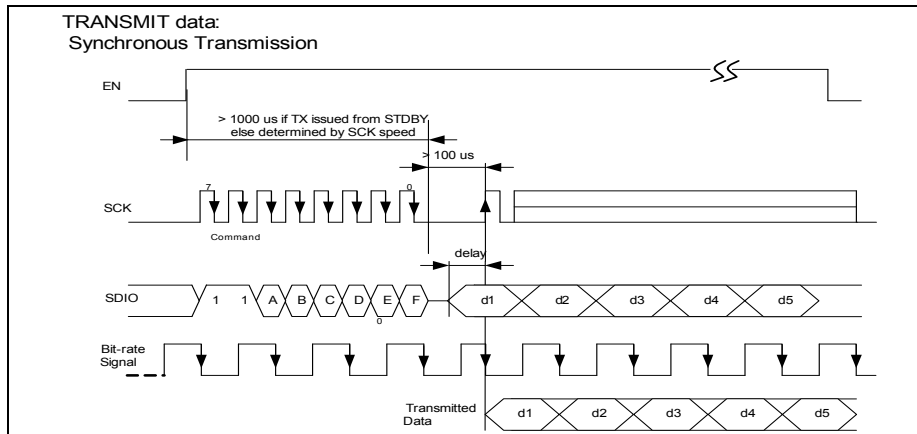 TRANSMIT data:
Synchronous Transmission
EN
> 1000 us if TX issued from STDBY,
else determined by SCK speed
> 100 us
7
0
SCK
Command
delay
SDIO
1 1 A B C D E F
0
d1 d2 d3 d4 d5
Bit-rate
Signal
Transmitted
Data
d1 d2 d3 d4 d5